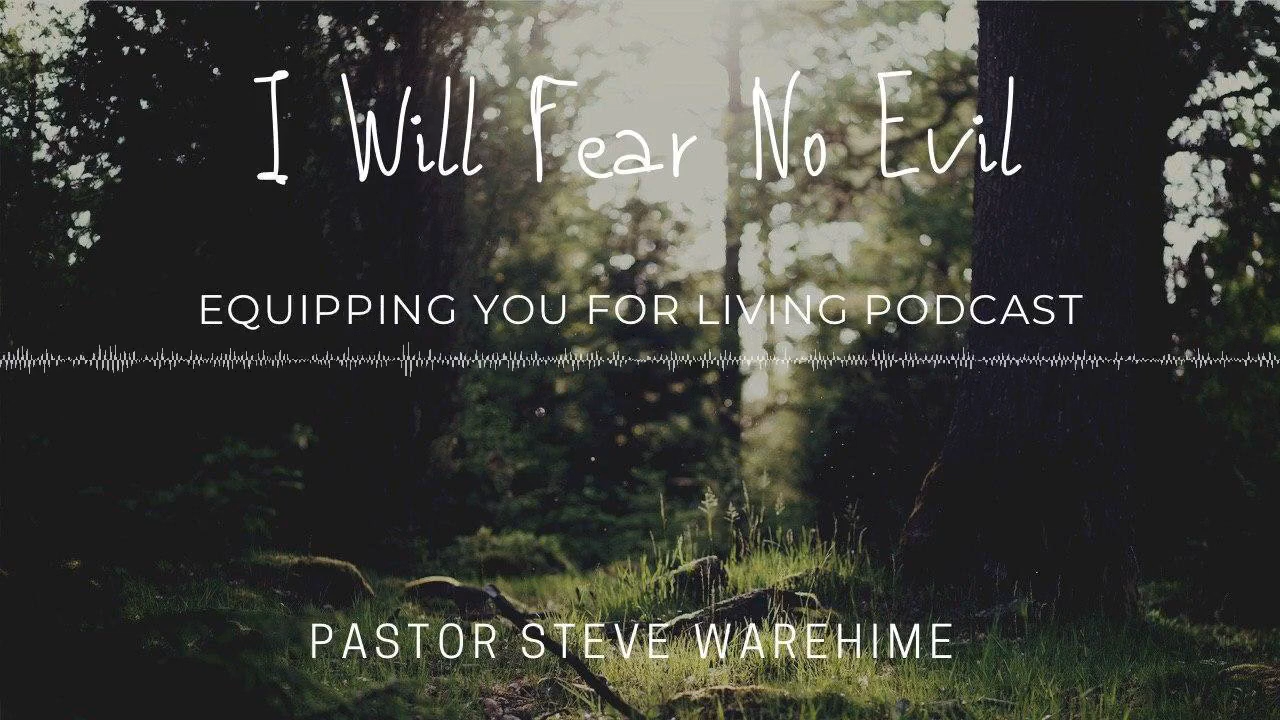 I Will Fear No Evil
EQUIPPING YOU FOR LIVING PODCAST
PASTOR STEVE WAREHIME